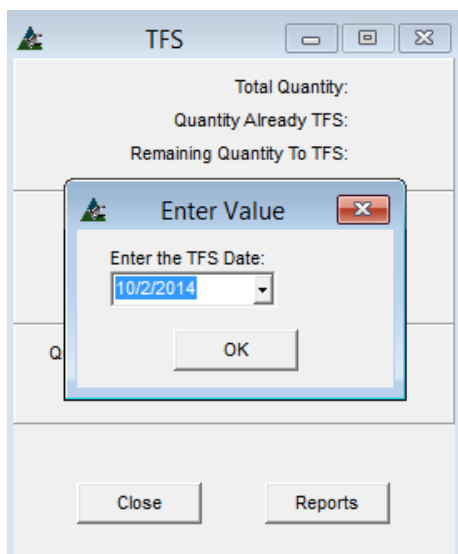 TFS
Total Quantity:
Quantity Already TFS:
Remaining Quantity To TFS:
Enter Value
Enter the TFS Date:
10/2/2014
OK
Close
Reports